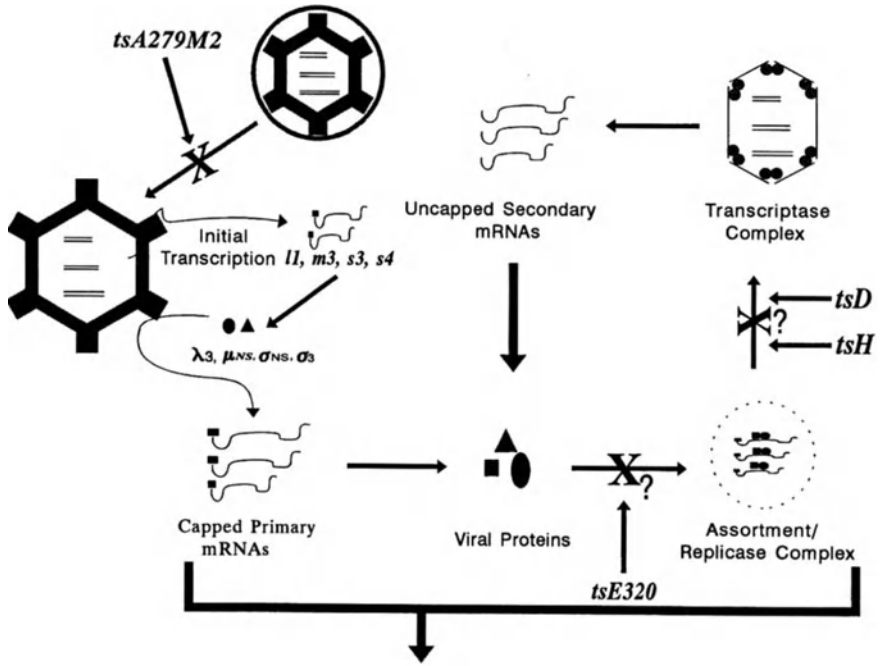 tsA279M2
Initial
Transcription
l1, m3, s3, s4
λ3, μNS, σNS, σ3
Uncapped Secondary
mRNAs
Transcriptase
Complex
X
X?
tsD
tsH
Capped Primary
mRNAs
Viral Proteins
X?
tsE320
Assortment/
Replicase Complex